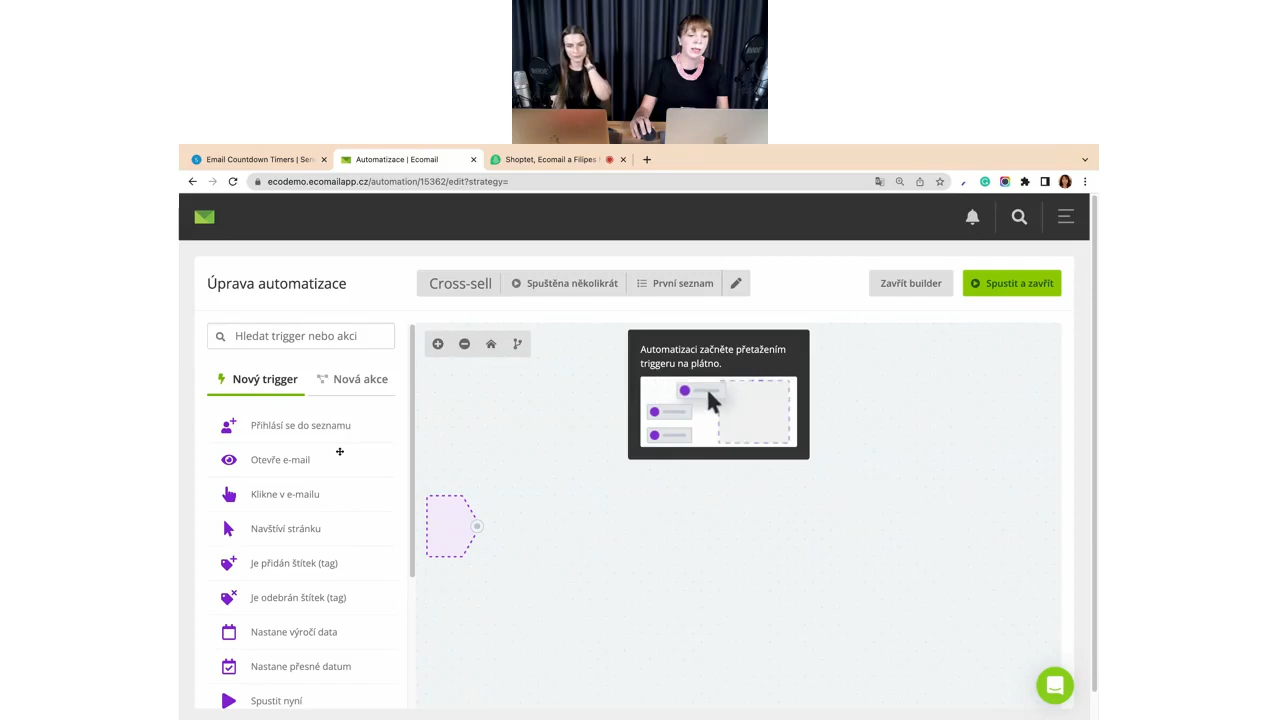 Email Countdown Timers | Sen
Automatizace | Ecomail
Shoptet, Ecomail a Filipes
ecodemo.ecomailapp.cz/automation/15362/edit?strategy=
Úprava automatizace
Cross-sell
Spuštěna několikrát
První seznam
Zavřít builder
Spustit a zavřít
Hledat trigger nebo akci
Nový trigger
Nová akce
Přihlásí se do seznamu
Otevře e-mail
Klikne v e-mailu
Navštíví stránku
Je přidán štítek (tag)
Je odebrán štítek (tag)
Nastane výročí data
Nastane přesné datum
Spustit nyní
Automatizaci začněte přetažením
triggeru na plátno.